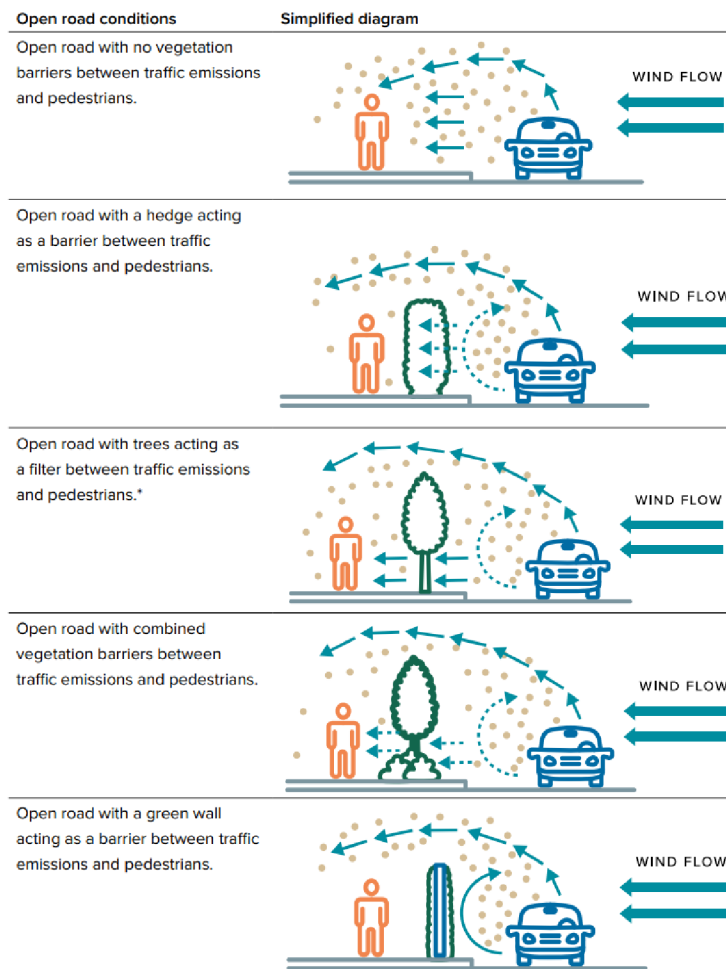 Open road conditions
Simplified diagram
Open road with no vegetation
barriers between traffic emissions
and pedestrians.
WIND FLOW
Open road with a hedge acting
as a barrier between traffic
emissions and pedestrians.
WIND FLOW
Open road with trees acting as
a filter between traffic emissions
and pedestrians.*
WIND FLOW
Open road with combined
vegetation barriers between
traffic emissions and pedestrians.
WIND FLOW
Open road with a green wall
acting as a barrier between traffic
emissions and pedestrians.
WIND FLOW